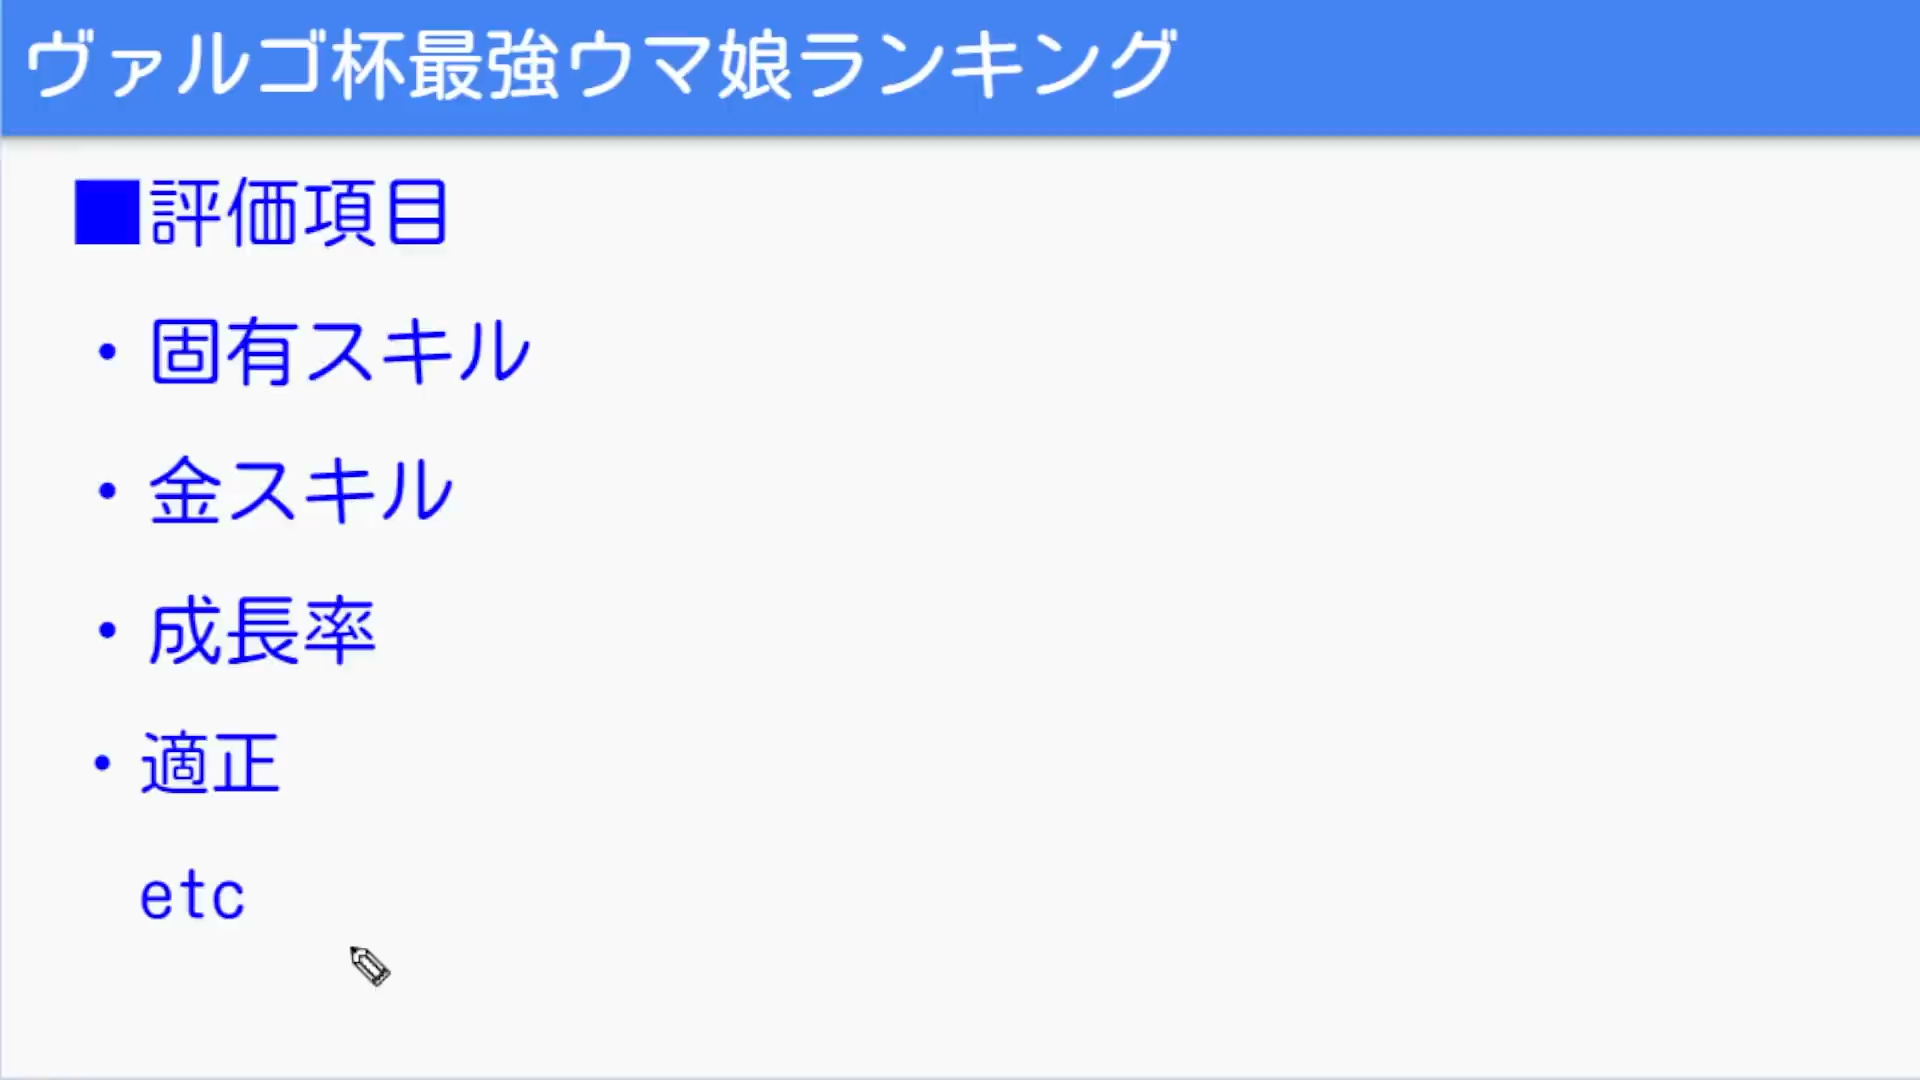 ヴァルゴ杯最強ウマ娘ランキング
■評価項目
・固有スキル
・金スキル
・成長率
・適正
etc